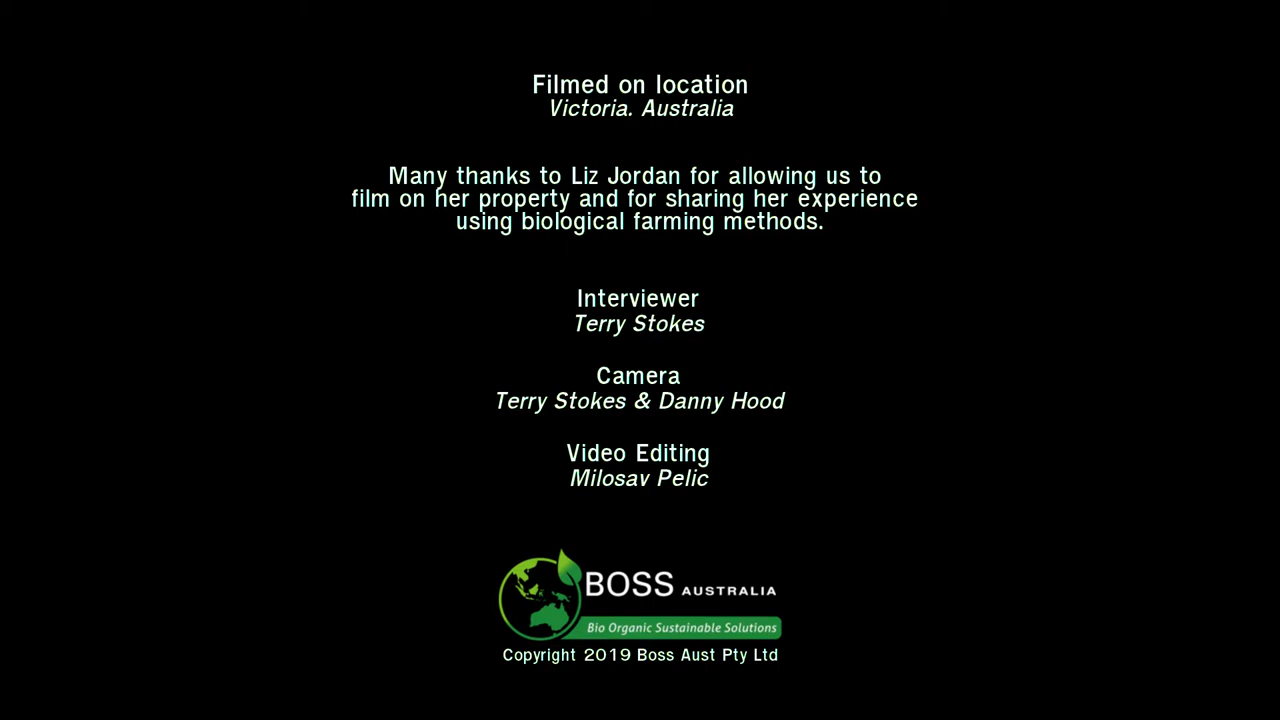 Filmed on location
Victoria. Australia
Many thanks to Liz Jordan for allowing us to
film on her property and for sharing her experience
using biological farming methods.
Interviewer
Terry Stokes
Camera
Terry Stokes & Danny Hood
Video Editing
Milosav Pelic
BOSS AUSTRALIA
Bio Organic Sustainable Solutions
Copyright 2019 Boss Aust Pty Ltd